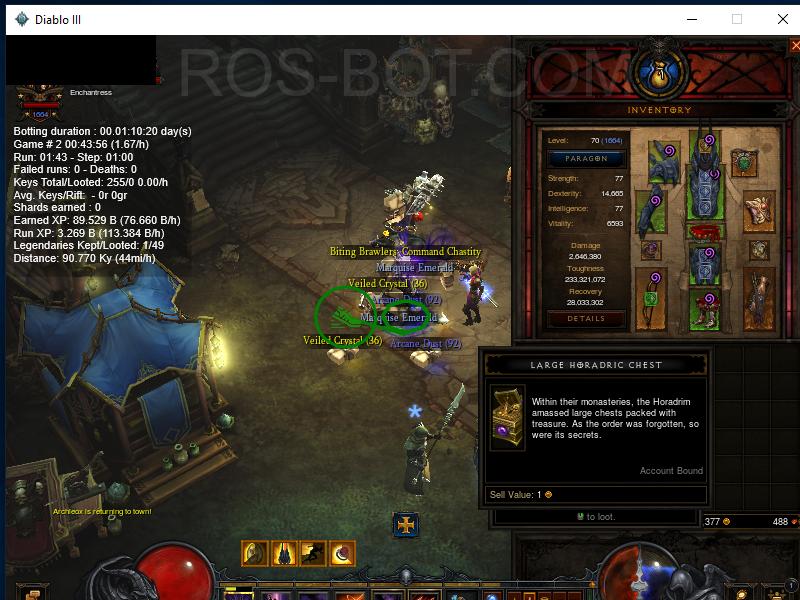 Diablo III
ROS-BOT.COM
Public
Enchantress
1664
Botting duration : 00.01:10:20 day(s)
Game # 2 00:43:56 (1.67/h)
Run: 01:43 - Step: 01:00
Failed runs: 0 - Deaths: 0
Keys Total/Looted: 255/0 0.00/h
Avg. Keys/Rift: - 0r 0gr
Shards earned : 0
Earned XP: 89.529 B (76.660 B/h)
Run XP: 3.269 B (113.384 B/h)
Legendaries Kept/Looted: 1/49
Distance: 90.770 Ky (44mi/h)
INVENTORY
Level: 70 (1664)
PARAGON
Strength: 77
Dexterity: 14,665
Intelligence: 77
Vitality: 6593
Damage
2,646,380
Toughness
233,321,072
Recovery
28,033,302
DETAILS
Biting Brawlers Command Chastity
Marquise Emerald
Veiled Crystal (36)
Arcane Dust (92)
Marquise Emerald
Veiled Crystal (36)
Arcane Dust (92)
LARGE HORADRIC CHEST
Within their monasteries, the Horadrim
amassed large chests packed with
treasure. As the order was forgotten, so
were its secrets.
Account Bound
Sell Value: 1
to loot.
377 488
Archleox is returning to town!
1